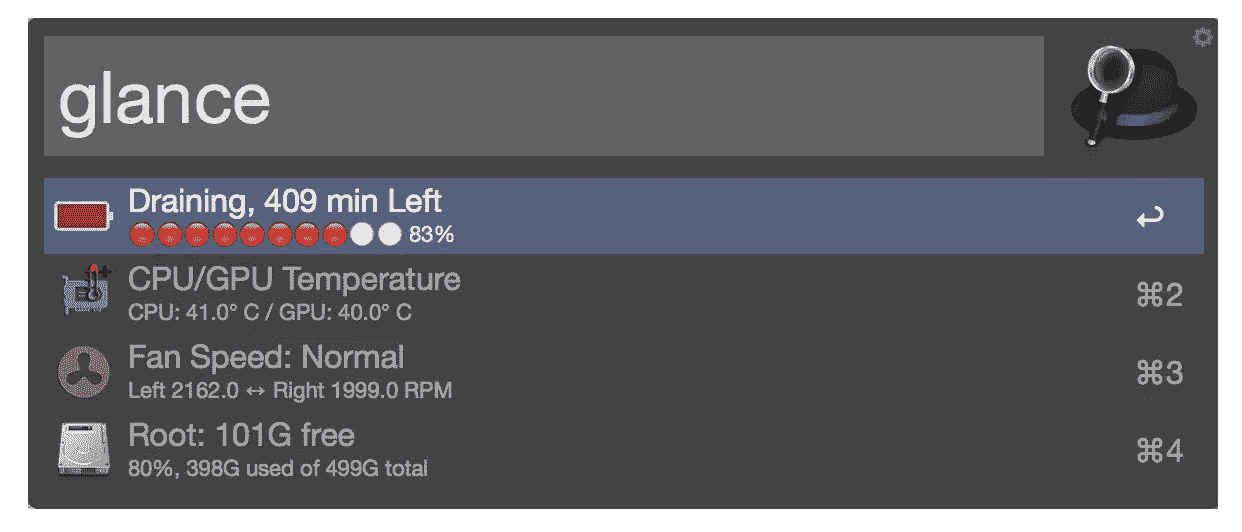 glance
Draining, 409 min Left
83%
CPU/GPU Temperature
CPU: 41.0° C / GPU: 40.0° C
⌘2
Fan Speed: Normal
Left 2162.0 ↔ Right 1999.0 RPM
⌘3
Root: 101G free
80%, 398G used of 499G total
⌘4